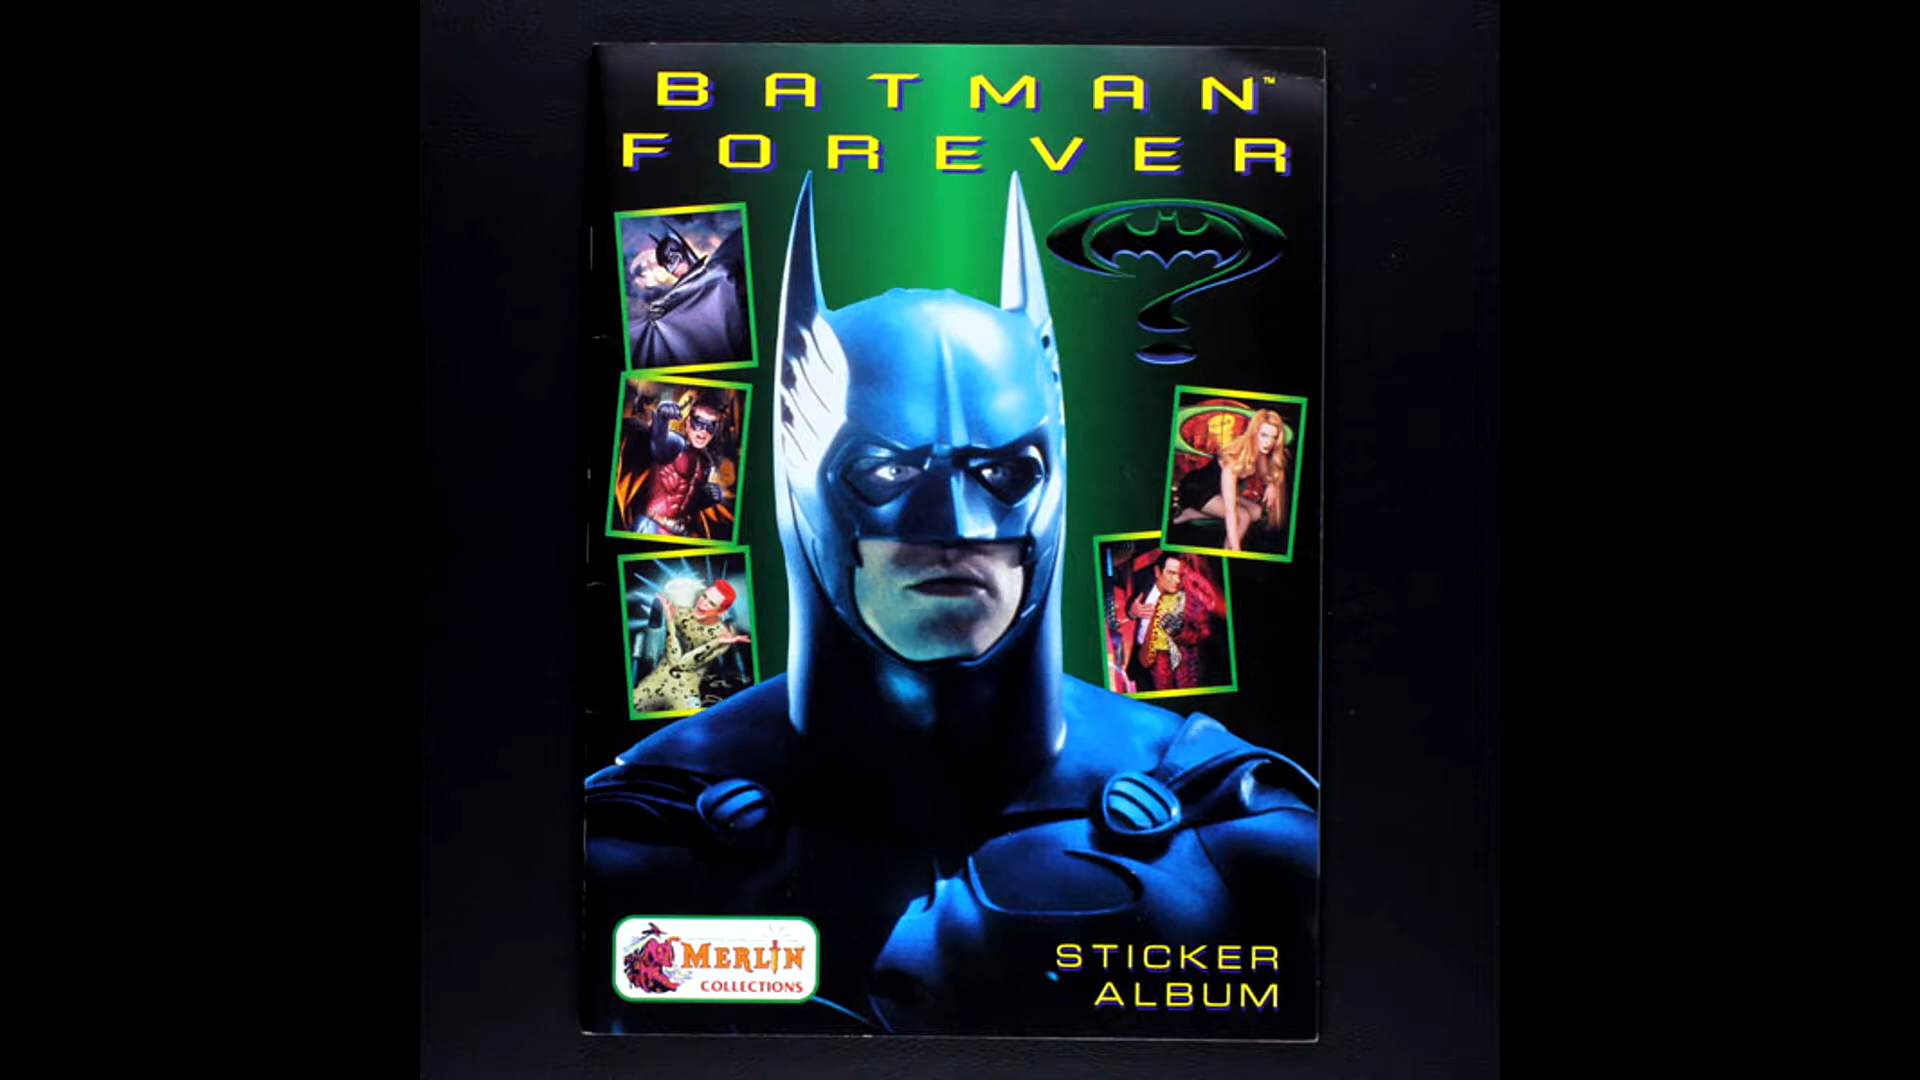 BATMAN™
FOREVER
MERLIN
COLLECTIONS
STICKER
ALBUM